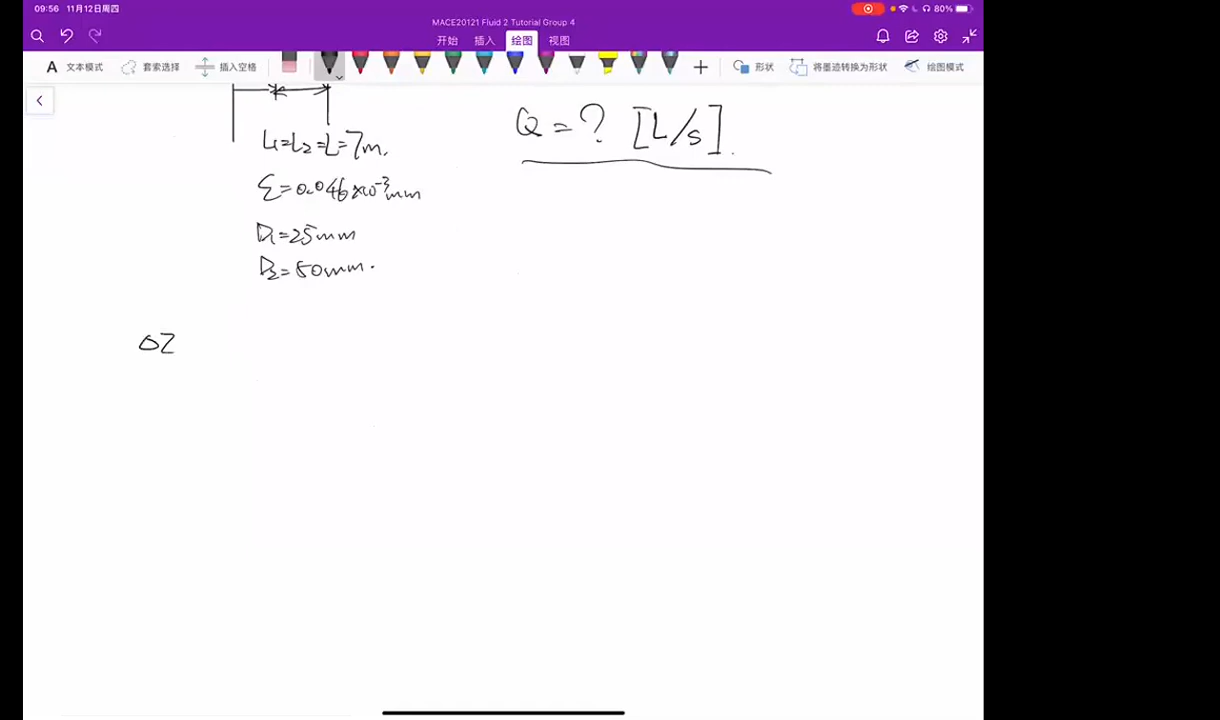 09:56 11月12日周四
80%
MACE20121 Fluid 2 Tutorial Group 4
开始 插入 绘图 视图
A 文本模式 套索选择 插入空格 形状 将墨迹转换为形状 绘图模式
Q = ? [L/s].
L₁=L₂=L=7m.
ε=0.046×10⁻³mm
D₁=25mm
D₂=50mm.
ΔZ